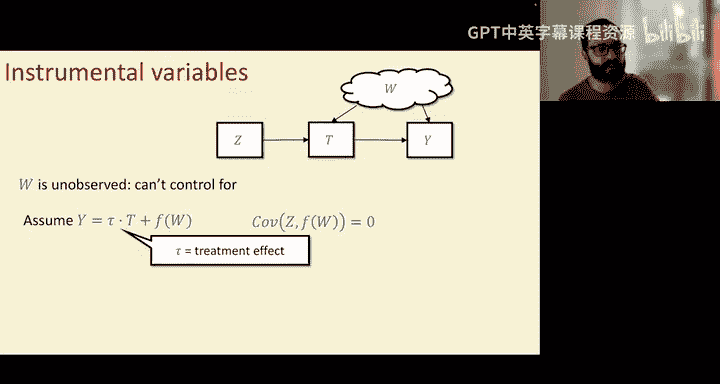 GPT中英字幕课程资源 bilibili
Instrumental variables
W
Z
T
Y
W is unobserved: can't control for
Assume Y = τ · T + f(W)
Cov(Z, f(W)) = 0
τ = treatment effect